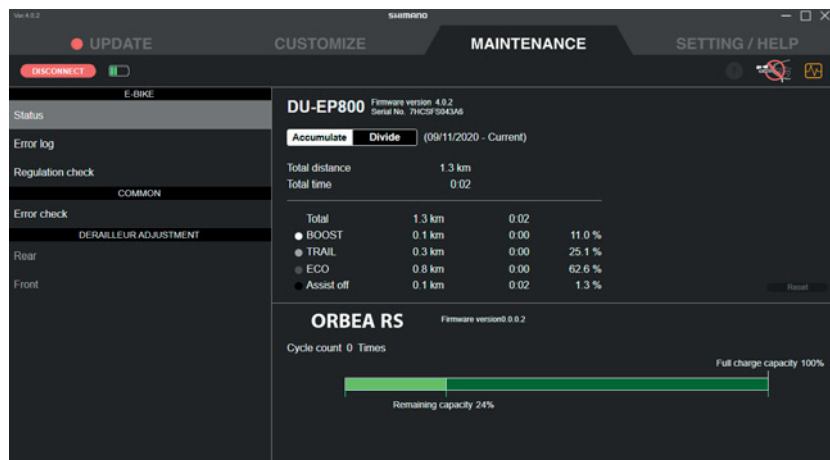 Ver.4.0.2
SHIMANO
UPDATE CUSTOMIZE MAINTENANCE SETTING / HELP
DISCONNECT
E-BIKE
Status
Error log
Regulation check
COMMON
Error check
DERAILLEUR ADJUSTMENT
Rear
Front
DU-EP800 Firmware version 4.0.2
Serial No. 7HCSFS043A6
Accumulate Divide (09/11/2020 - Current)
Total distance 1.3 km
Total time 0:02
Total 1.3 km 0:02
BOOST 0.1 km 0:00 11.0 %
TRAIL 0.3 km 0:00 25.1 %
ECO 0.8 km 0:00 62.6 %
Assist off 0.1 km 0:02 1.3 %
Reset
ORBEA RS Firmware version0.0.0.2
Cycle count 0 Times
Full charge capacity 100%
Remaining capacity 24%